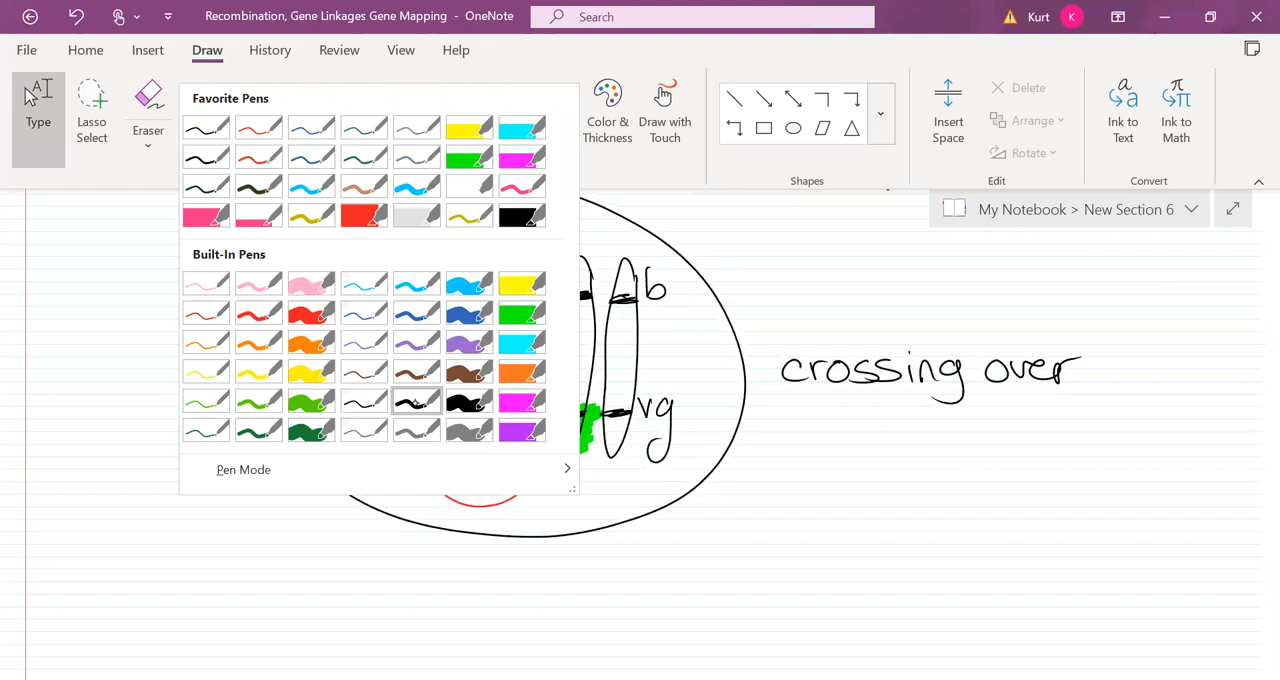 Recombination, Gene Linkages Gene Mapping - OneNote
Search
Kurt
K
File Home Insert Draw History Review View Help
Type
Lasso Select
Eraser
Favorite Pens
Built-In Pens
Pen Mode
Color & Thickness
Draw with Touch
Shapes
Insert Space
Delete
Arrange
Rotate
Edit
Ink to Text
Ink to Math
Convert
My Notebook > New Section 6
b
crossing over
vg